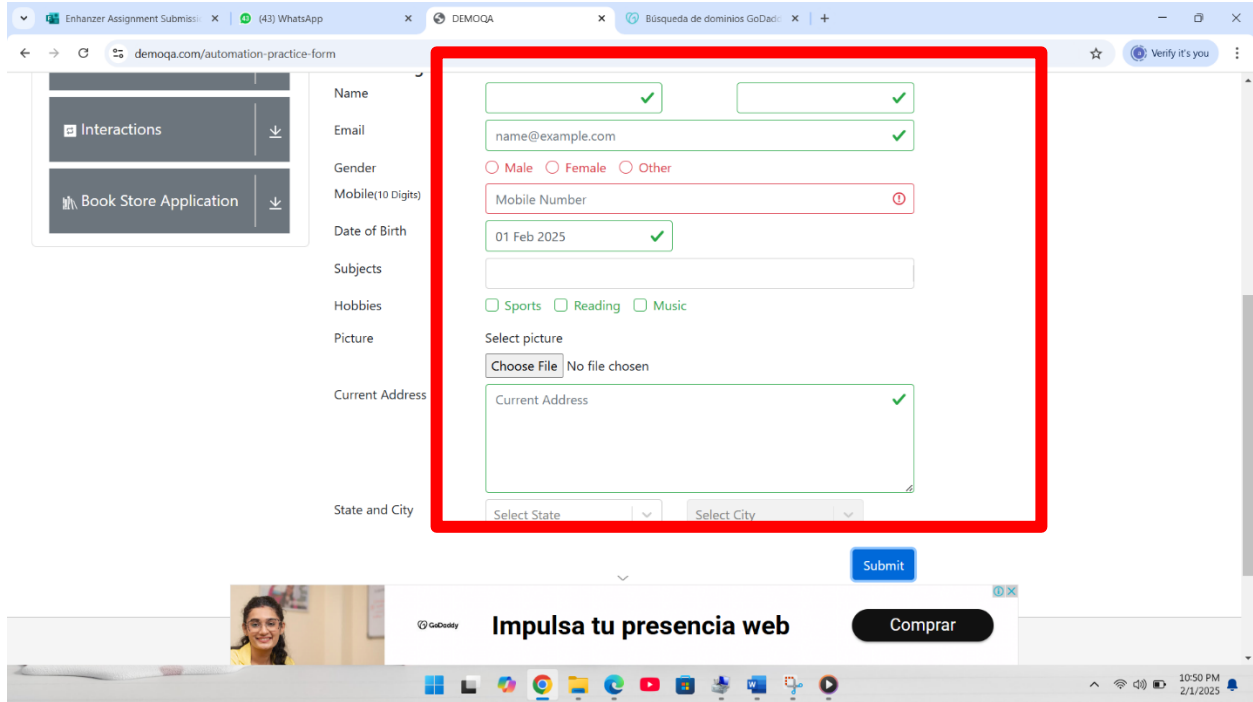 Enhanzer Assignment Submissi
(43) WhatsApp
DEMOQA
Búsqueda de dominios GoDadd
demoqa.com/automation-practice-form
Verify it's you
Name
Interactions
Email
name@example.com
Gender
Male Female Other
Mobile(10 Digits)
Mobile Number
Book Store Application
Date of Birth
01 Feb 2025
Subjects
Hobbies
Sports Reading Music
Picture
Select picture
Choose File No file chosen
Current Address
Current Address
State and City
Select State
Select City
Submit
GoDaddy
Impulsa tu presencia web
Comprar
10:50 PM
2/1/2025